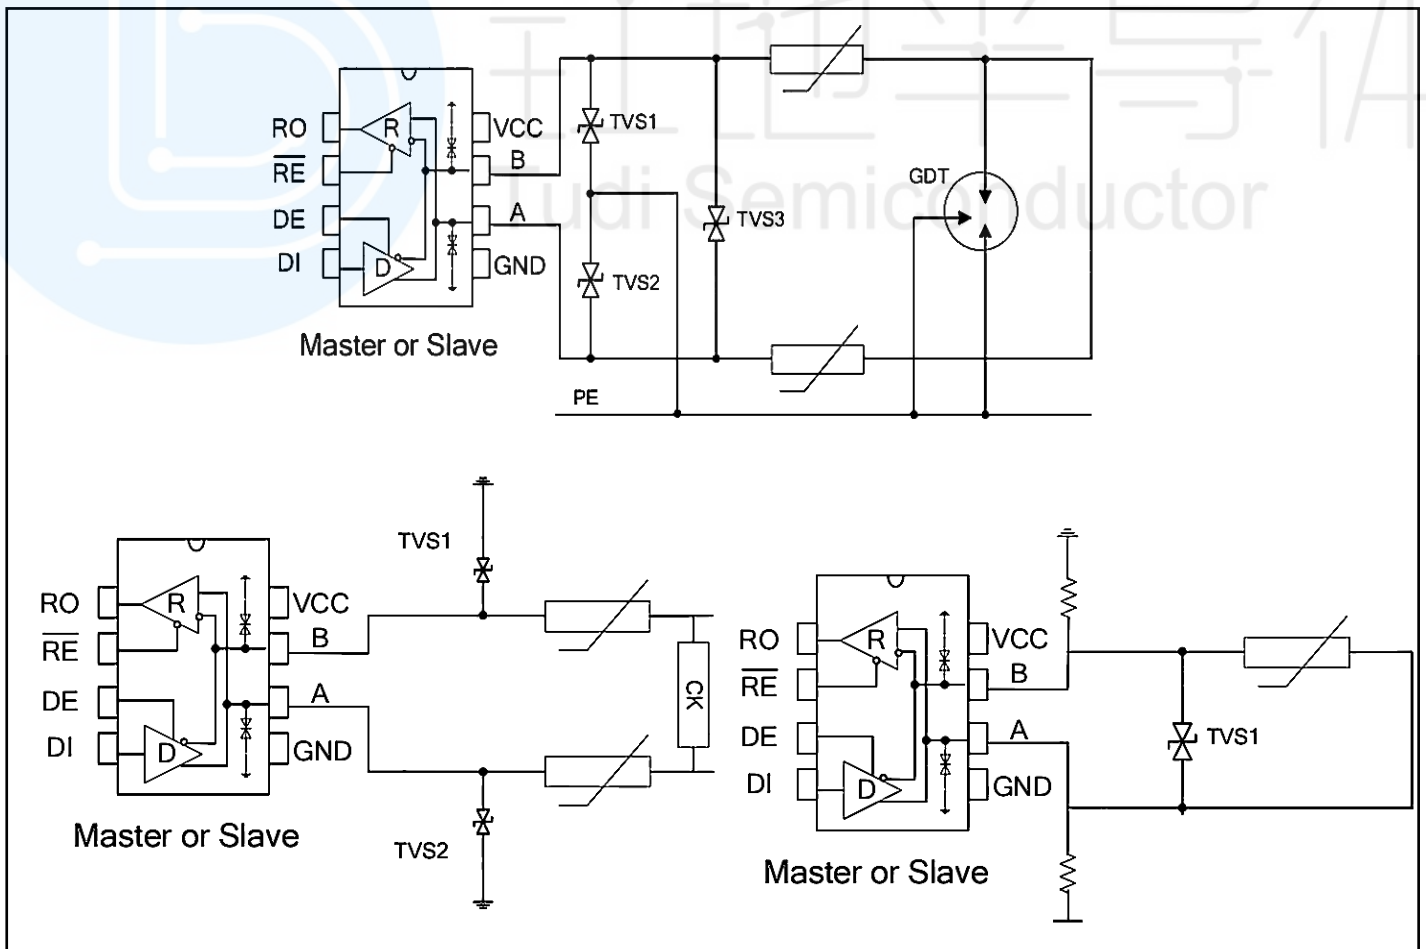 RO
R
VCC
TVS1
RE
B
GDT
Tudi Semiconductor
DE
A
TVS3
DI
D
GND
TVS2
Master or Slave
PE
TVS1
RO
R
VCC
B
RE
DE
A
CK
DI
D
GND
Master or Slave
TVS2
RO
R
VCC
RE
B
DE
A
TVS1
DI
D
GND
Master or Slave